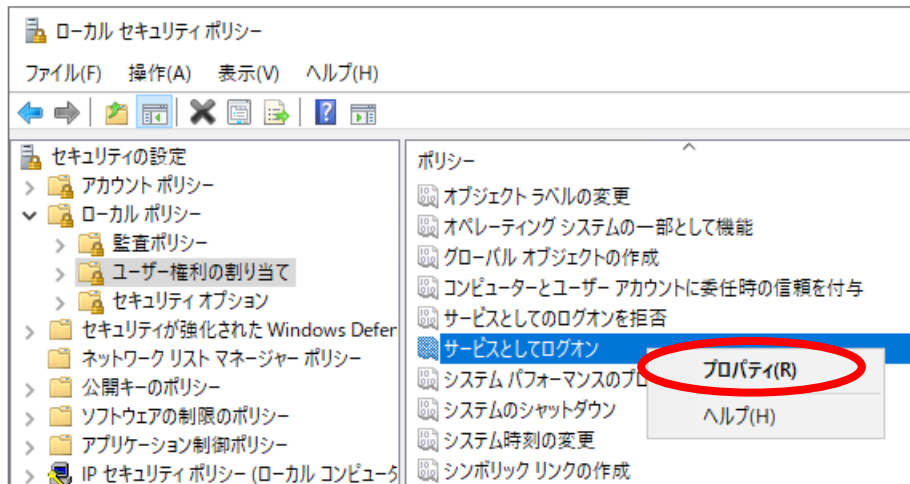 ローカル セキュリティ ポリシー
ファイル(F) 操作(A) 表示(V) ヘルプ(H)
セキュリティの設定
アカウント ポリシー
ローカル ポリシー
監査ポリシー
ユーザー権利の割り当て
セキュリティ オプション
セキュリティが強化された Windows Defer
ネットワーク リスト マネージャー ポリシー
公開キーのポリシー
ソフトウェアの制限のポリシー
アプリケーション制御ポリシー
IP セキュリティ ポリシー (ローカル コンピュータ
ポリシー
オブジェクト ラベルの変更
オペレーティング システムの一部として機能
グローバル オブジェクトの作成
コンピューターとユーザー アカウントに委任時の信頼を付与
サービスとしてのログオンを拒否
サービスとしてログオン
システム パフォーマンスのプロ
システムのシャットダウン
システム時刻の変更
シンボリック リンクの作成
プロパティ(R)
ヘルプ(H)